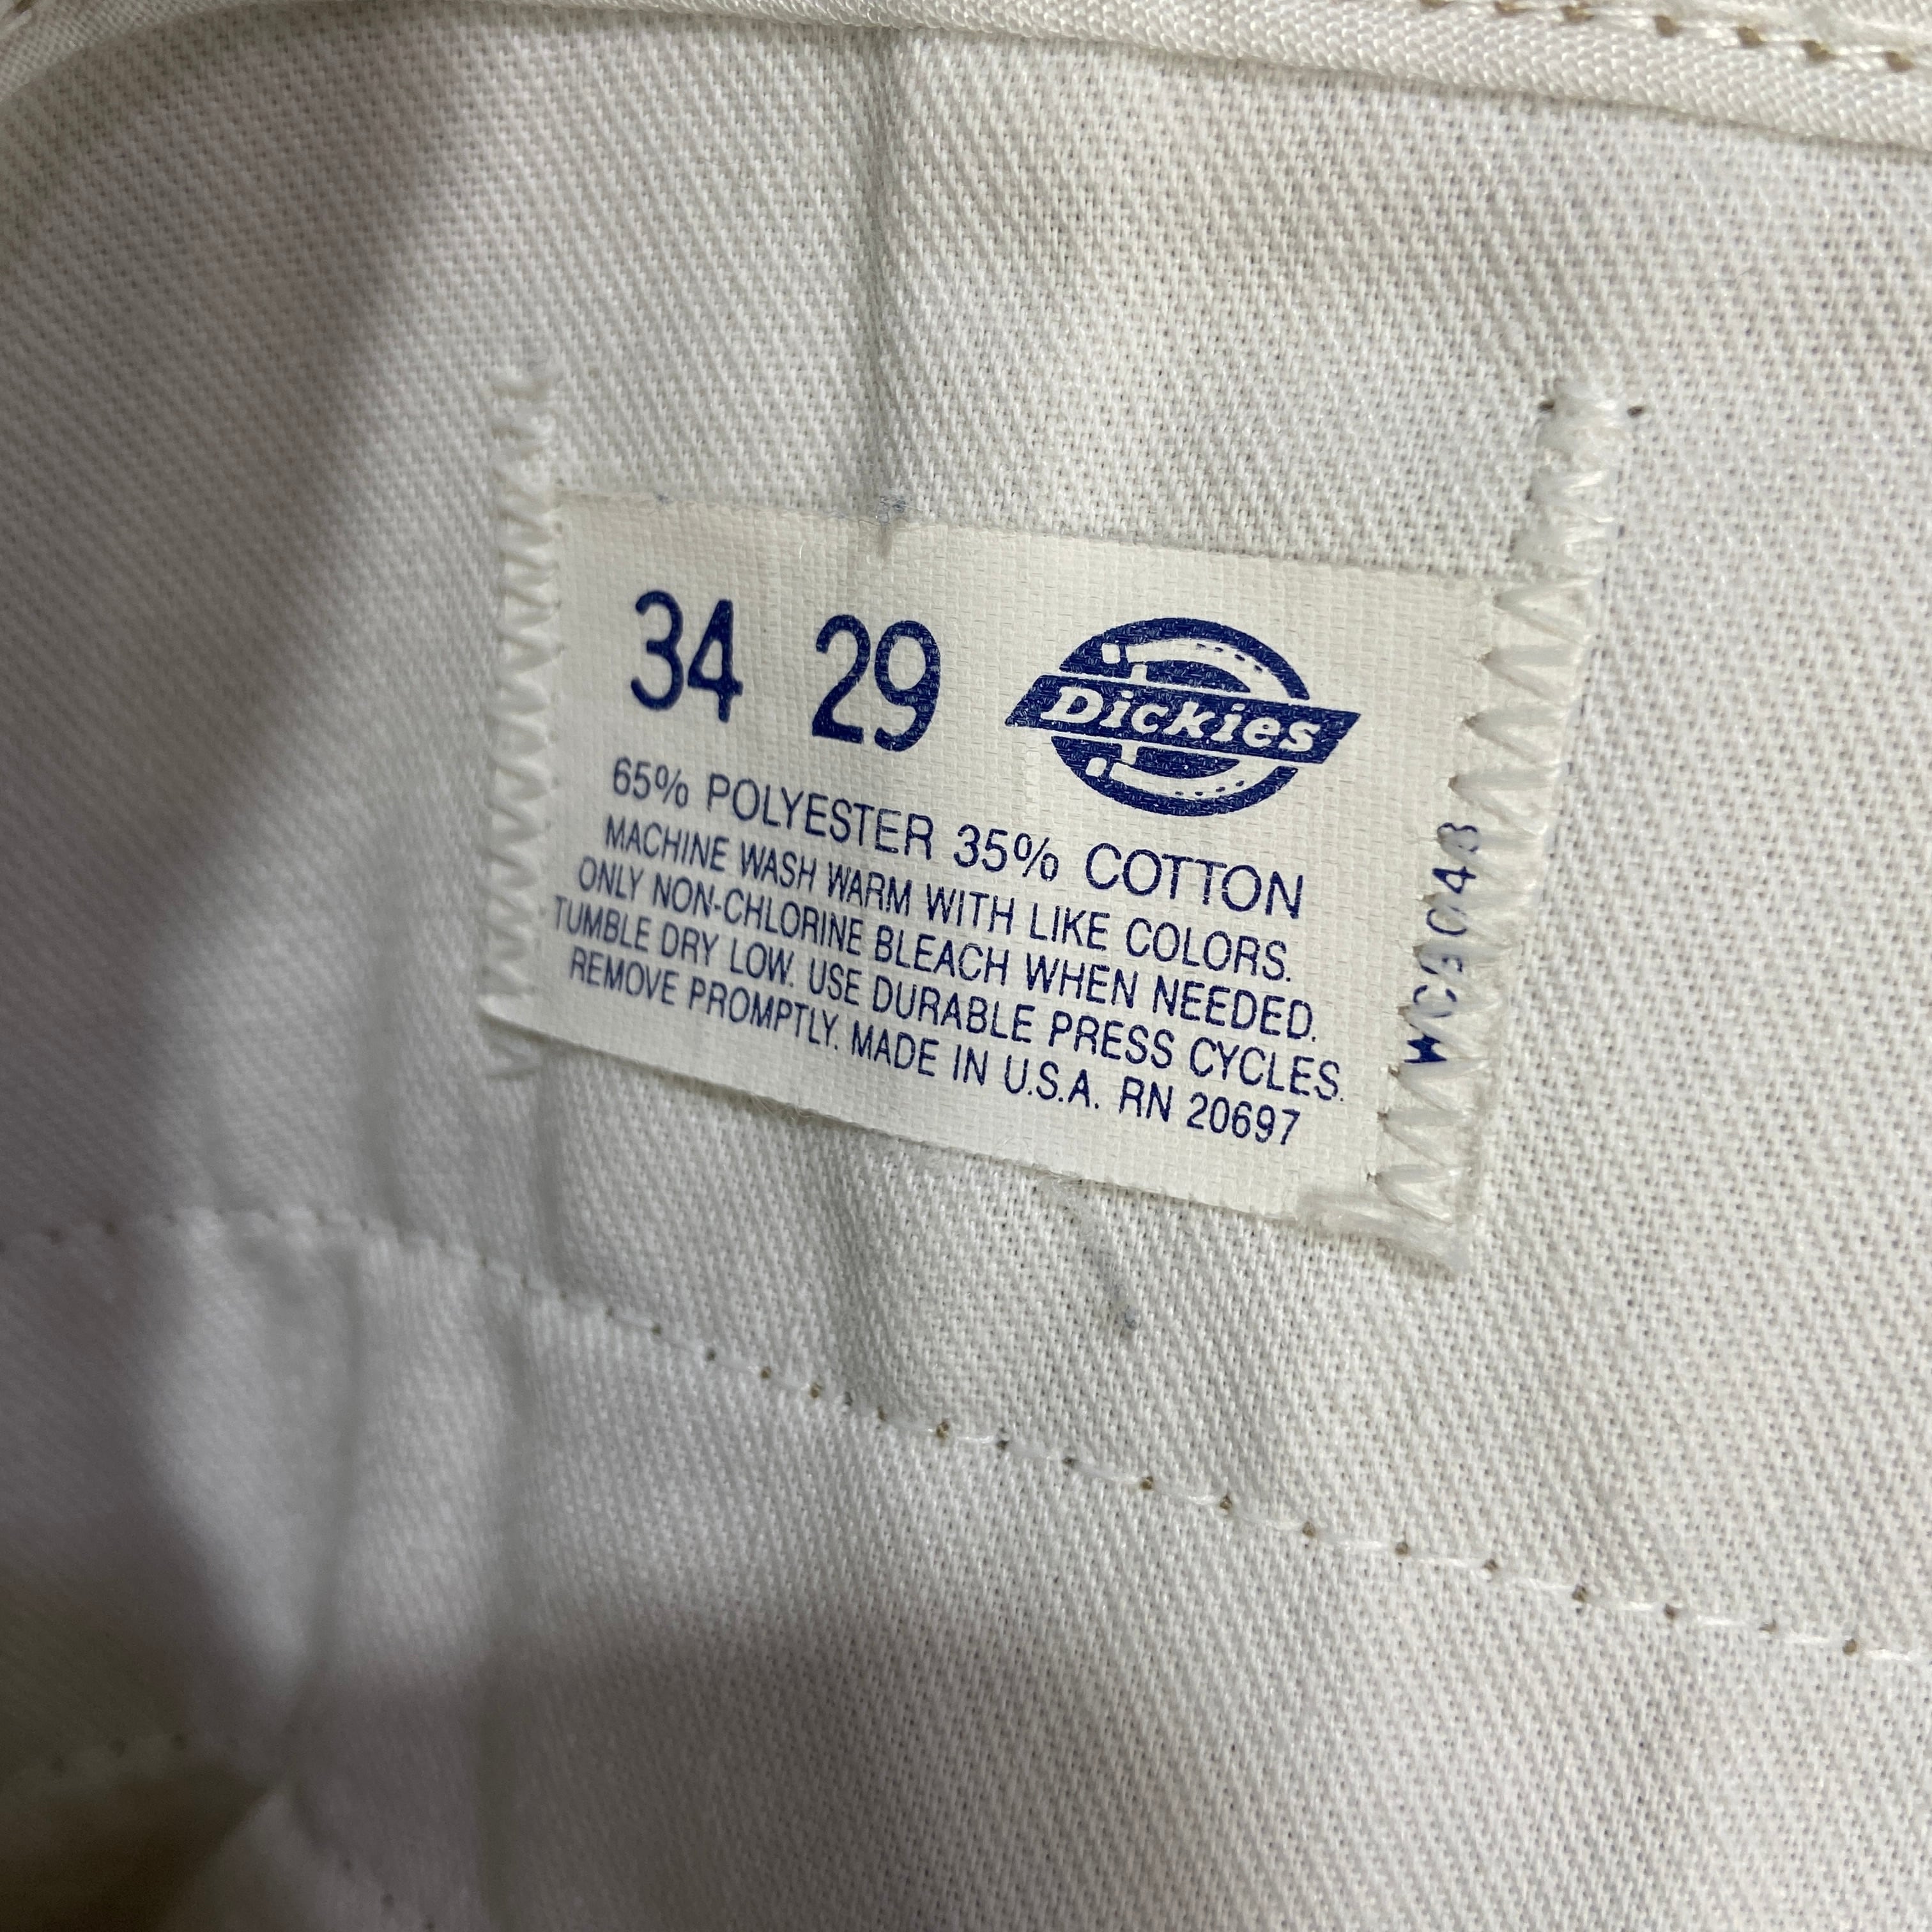 34 29 Dickies
65% POLYESTER 35% COTTON
MACHINE WASH WARM WITH LIKE COLORS.
ONLY NON-CHLORINE BLEACH WHEN NEEDED.
TUMBLE DRY LOW. USE DURABLE PRESS CYCLES.
REMOVE PROMPTLY. MADE IN U.S.A. RN 20697